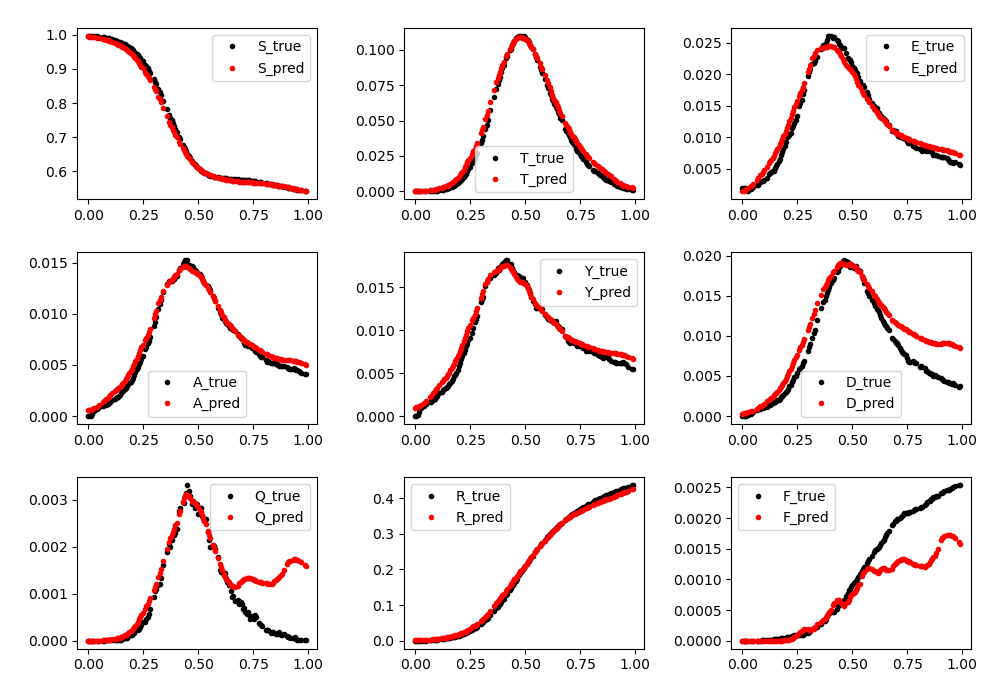 1.0
0.9
0.8
0.7
0.6
0.00 0.25 0.50 0.75 1.00
S_true
S_pred
0.100
0.075
0.050
0.025
0.000
0.00 0.25 0.50 0.75 1.00
T_true
T_pred
0.025
0.020
0.015
0.010
0.005
0.00 0.25 0.50 0.75 1.00
E_true
E_pred
0.015
0.010
0.005
0.000
0.00 0.25 0.50 0.75 1.00
A_true
A_pred
0.015
0.010
0.005
0.000
0.00 0.25 0.50 0.75 1.00
Y_true
Y_pred
0.020
0.015
0.010
0.005
0.000
0.00 0.25 0.50 0.75 1.00
D_true
D_pred
0.003
0.002
0.001
0.000
0.00 0.25 0.50 0.75 1.00
Q_true
Q_pred
0.4
0.3
0.2
0.1
0.0
0.00 0.25 0.50 0.75 1.00
R_true
R_pred
0.0025
0.0020
0.0015
0.0010
0.0005
0.0000
0.00 0.25 0.50 0.75 1.00
F_true
F_pred